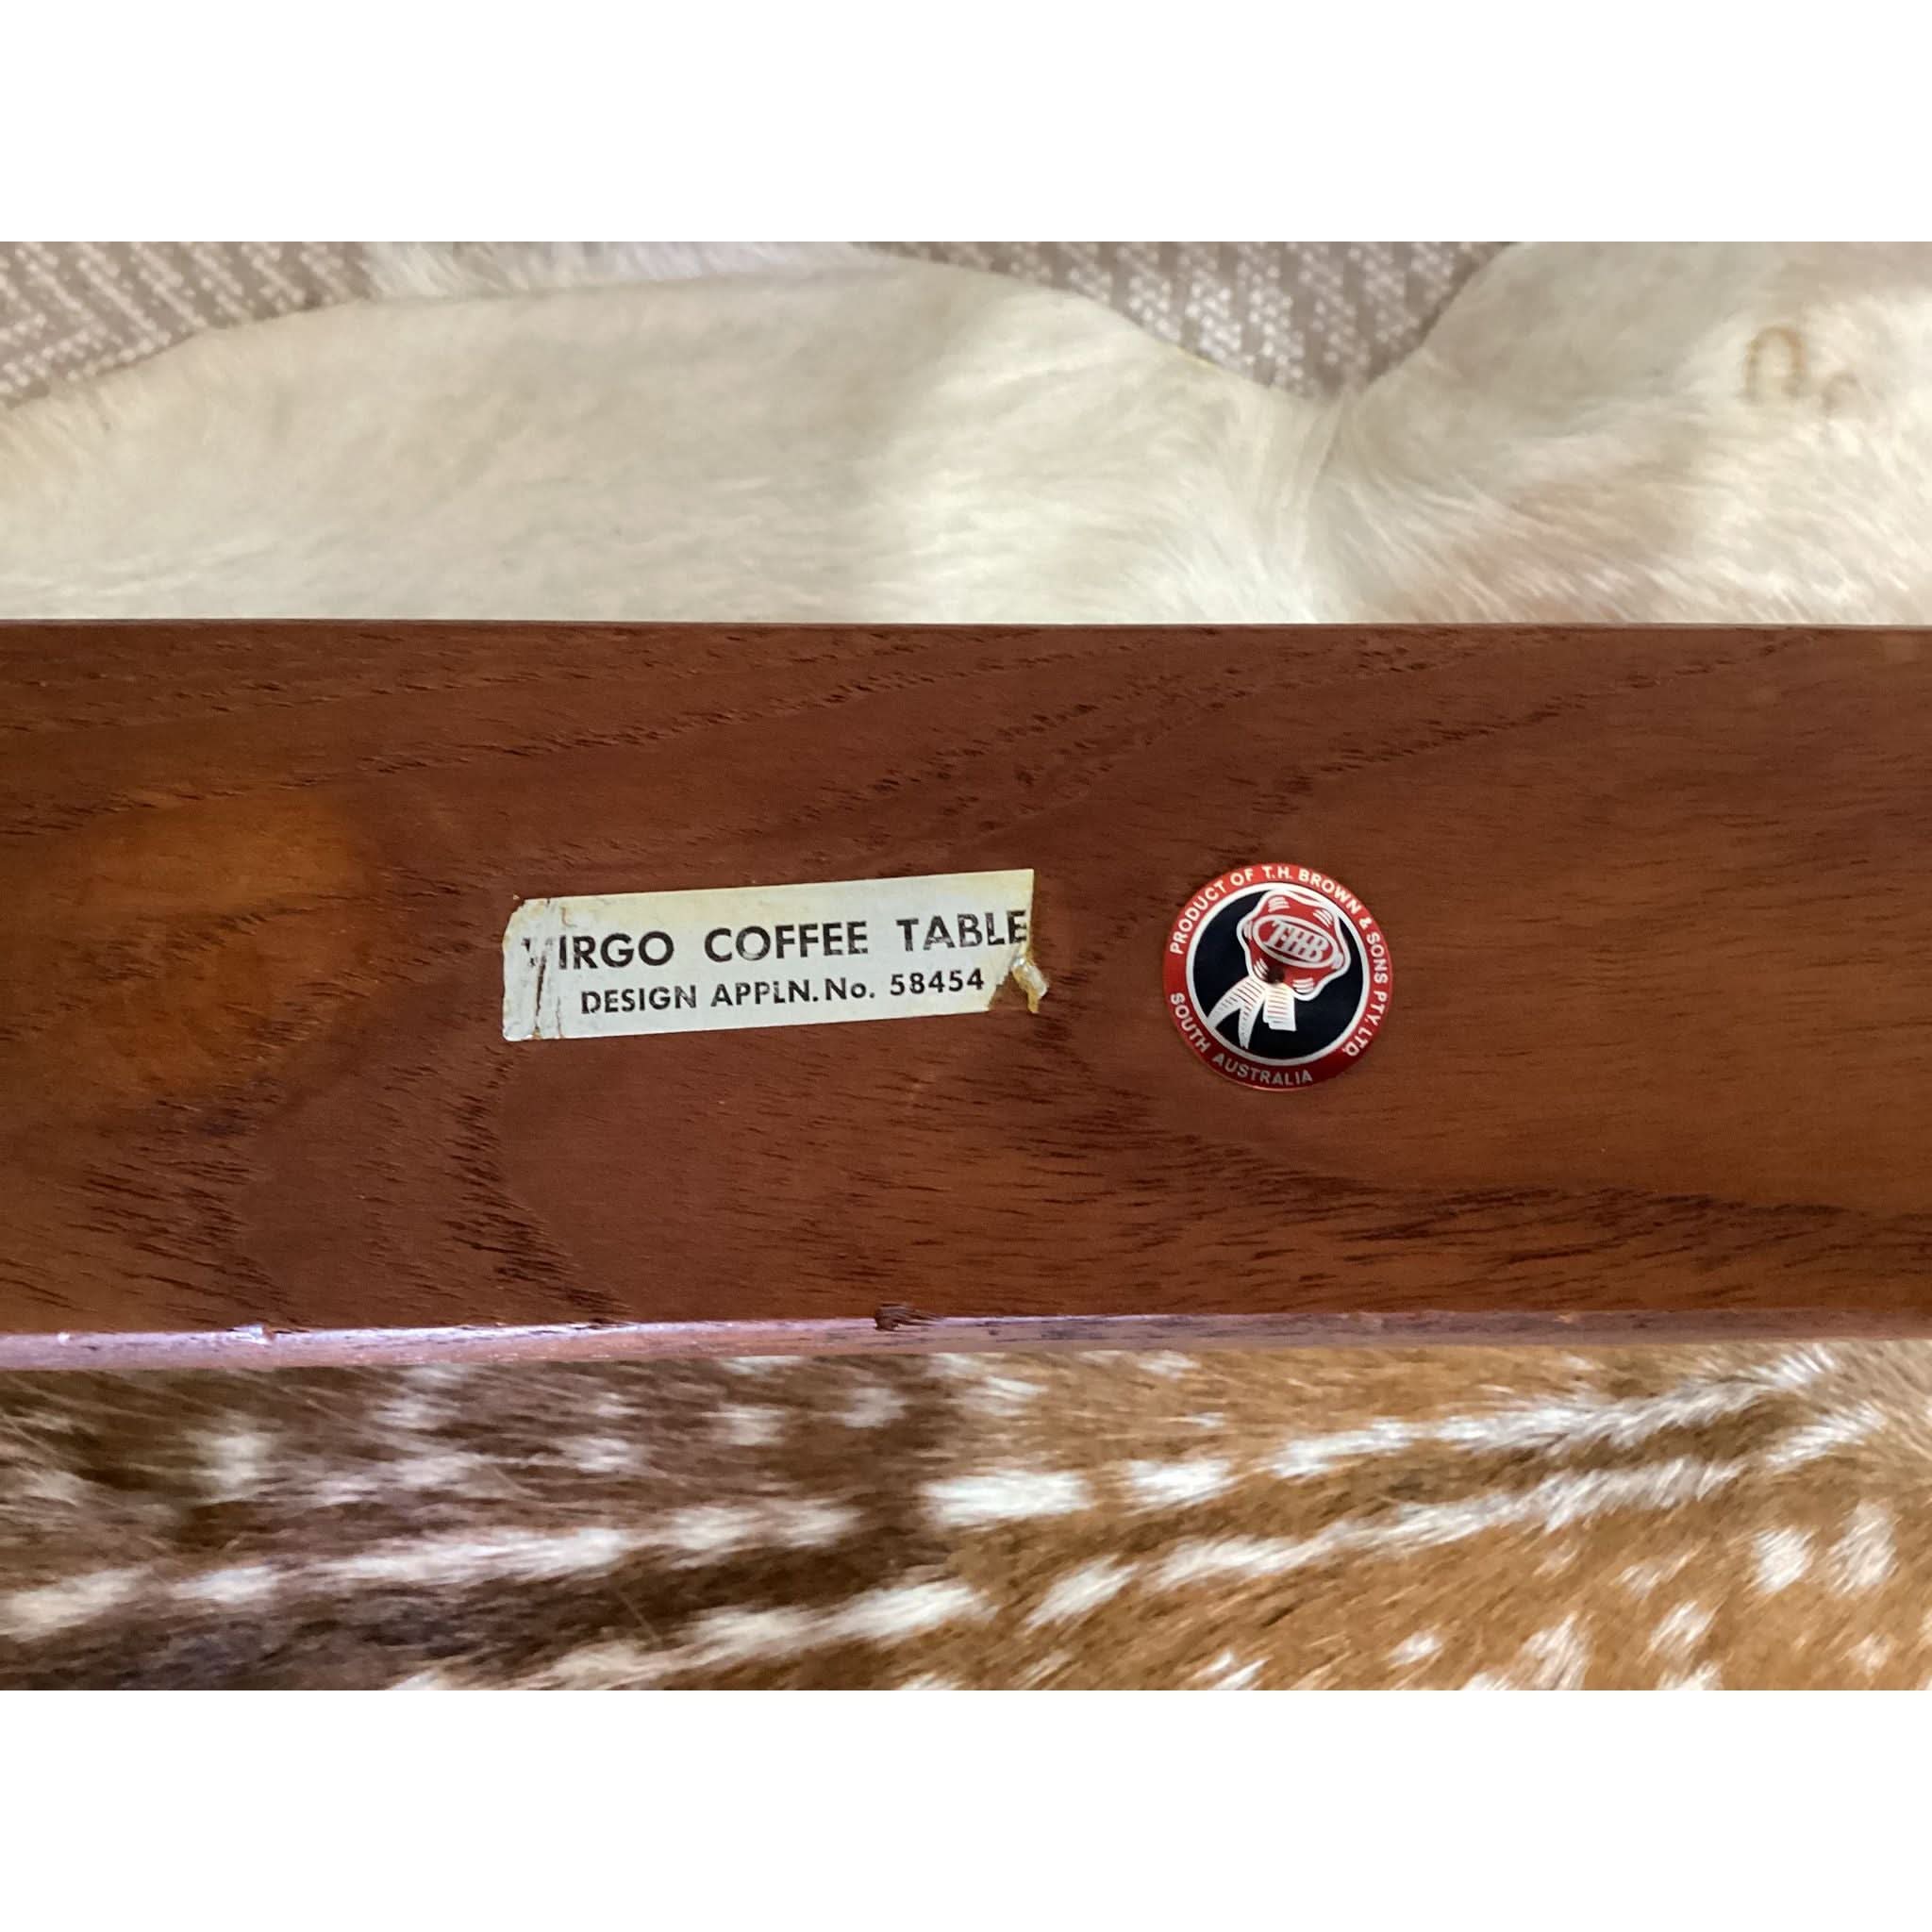 VIRGO COFFEE TABLE
DESIGN APPLN. No. 58454
PRODUCT OF T.H. BROWN & SONS PTY. LTD.
THB
SOUTH AUSTRALIA